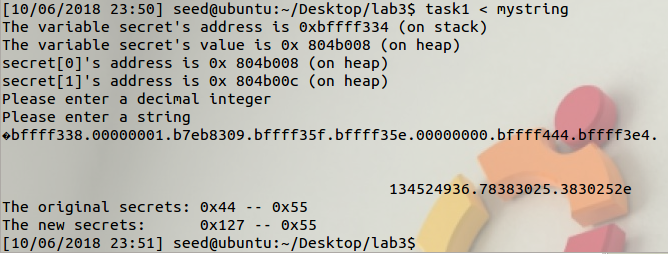 [10/06/2018 23:50] seed@ubuntu:~/Desktop/lab3$ task1 < mystring
The variable secret's address is 0xbffff334 (on stack)
The variable secret's value is 0x 804b008 (on heap)
secret[0]'s address is 0x 804b008 (on heap)
secret[1]'s address is 0x 804b00c (on heap)
Please enter a decimal integer
Please enter a string
�bffff338.00000001.b7eb8309.bffff35f.bffff35e.00000000.bffff444.bffff3e4.
134524936.78383025.3830252e
The original secrets: 0x44 -- 0x55
The new secrets: 0x127 -- 0x55
[10/06/2018 23:51] seed@ubuntu:~/Desktop/lab3$